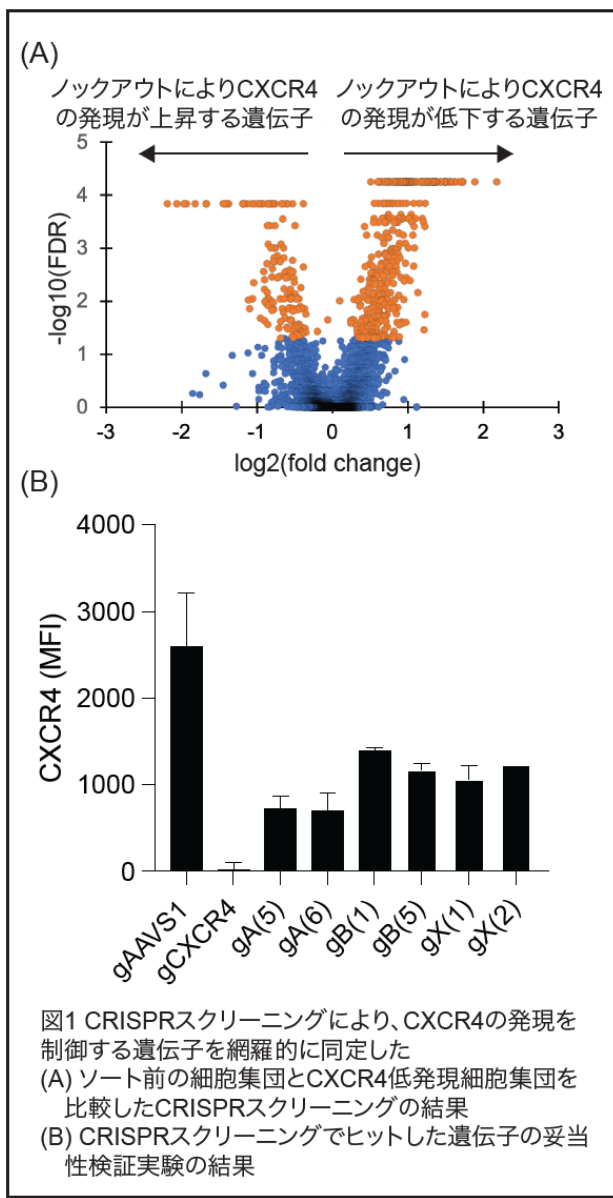 (A)
ノックアウトによりCXCR4
の発現が上昇する遺伝子
ノックアウトによりCXCR4
の発現が低下する遺伝子
5
4
3
2
1
0
-log10(FDR)
-3
-2
-1
0
1
2
3
log2(fold change)
(B)
4000
3000
2000
1000
0
CXCR4 (MFI)
gAAVS1
gCXCR4
gA(5)
gA(6)
gB(1)
gB(5)
gX(1)
gX(2)
図1 CRISPRスクリーニングにより、CXCR4の発現を
制御する遺伝子を網羅的に同定した
(A) ソート前の細胞集団とCXCR4低発現細胞集団を
比較したCRISPRスクリーニングの結果
(B) CRISPRスクリーニングでヒットした遺伝子の妥当
性検証実験の結果